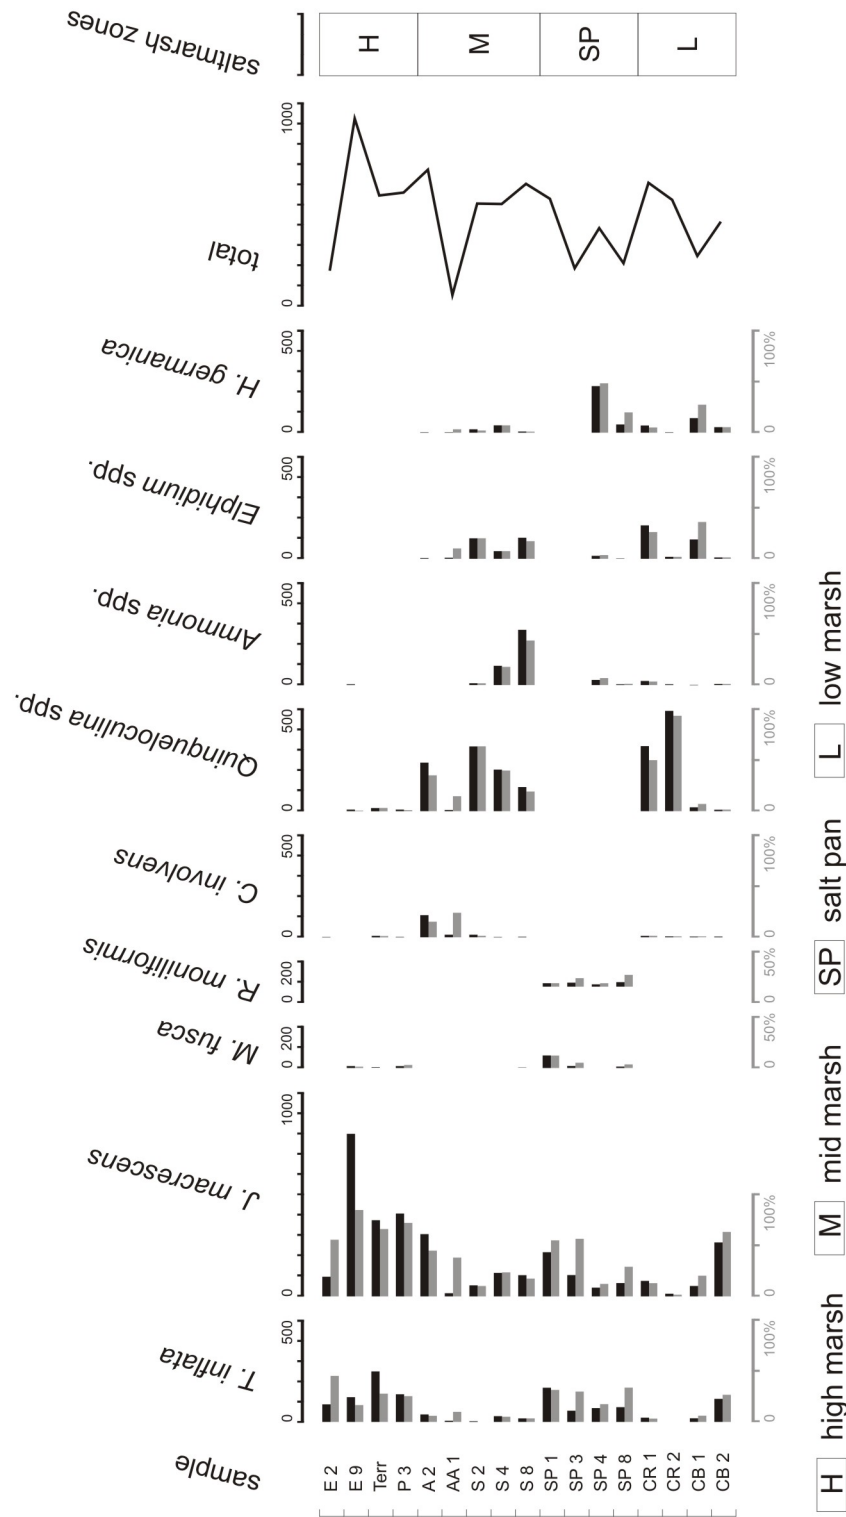 sample
E 2
E 9
Terr
P 3
A 2
AA 1
S 2
S 4
S 8
SP 1
SP 3
SP 4
SP 8
CR 1
CR 2
CB 1
CB 2
T. inflata
0 500
0 100%
J. macrescens
0 1000
0 100%
M. fusca
0 200
0 50%
R. moniliformis
0 200
0 50%
C. involvens
0 500
0 100%
Quinqueloculina spp.
0 500
0 100%
Ammonia spp.
0 500
0 100%
Elphidium spp.
0 500
0 100%
H. germanica
0 500
0 100%
total
0 1000
saltmarsh zones
H
M
SP
L
H high marsh M mid marsh SP salt pan L low marsh